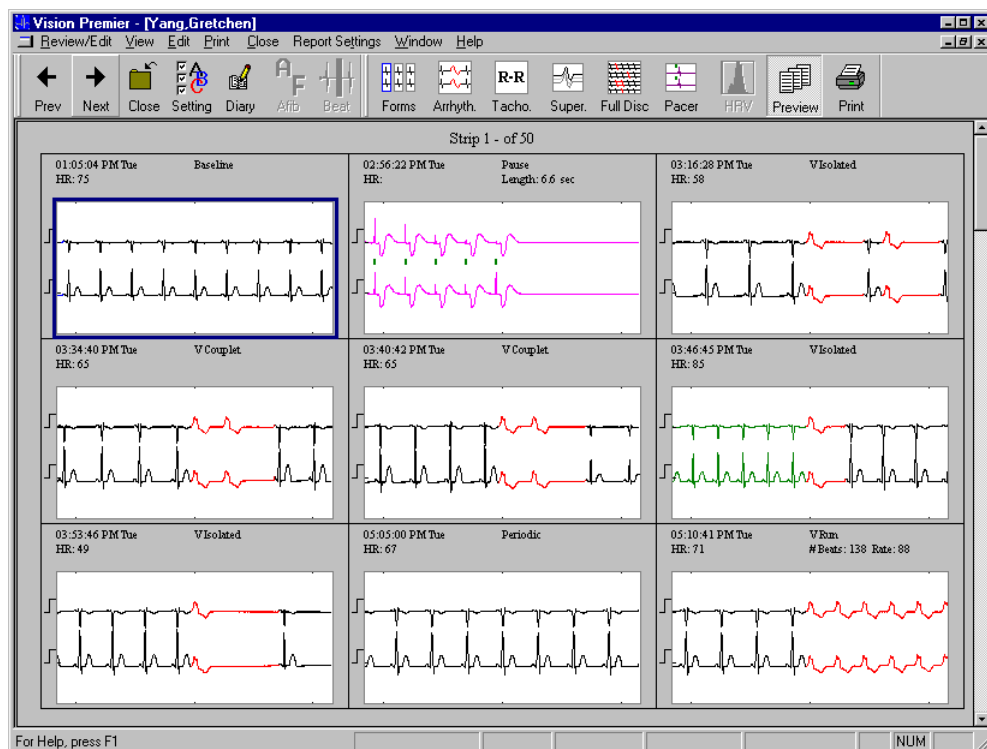 Vision Premier - [Yang,Gretchen]
Review/Edit View Edit Print Close Report Settings Window Help
A B C A F R-R
Prev Next Close Setting Diary Afib Beat Forms Arrhyth. Tacho. Super. Full Disc Pacer HRV Preview Print
Strip 1 - of 50
01:05:04 PM Tue Baseline
HR: 75
02:56:22 PM Tue Pause
HR: Length: 6.6 sec
03:16:28 PM Tue V Isolated
HR: 58
03:34:40 PM Tue V Couplet
HR: 65
03:40:42 PM Tue V Couplet
HR: 65
03:46:45 PM Tue V Isolated
HR: 85
03:53:46 PM Tue V Isolated
HR: 49
05:05:00 PM Tue Periodic
HR: 67
05:10:41 PM Tue V Run
HR: 71 # Beats: 138 Rate: 88
For Help, press F1 NUM